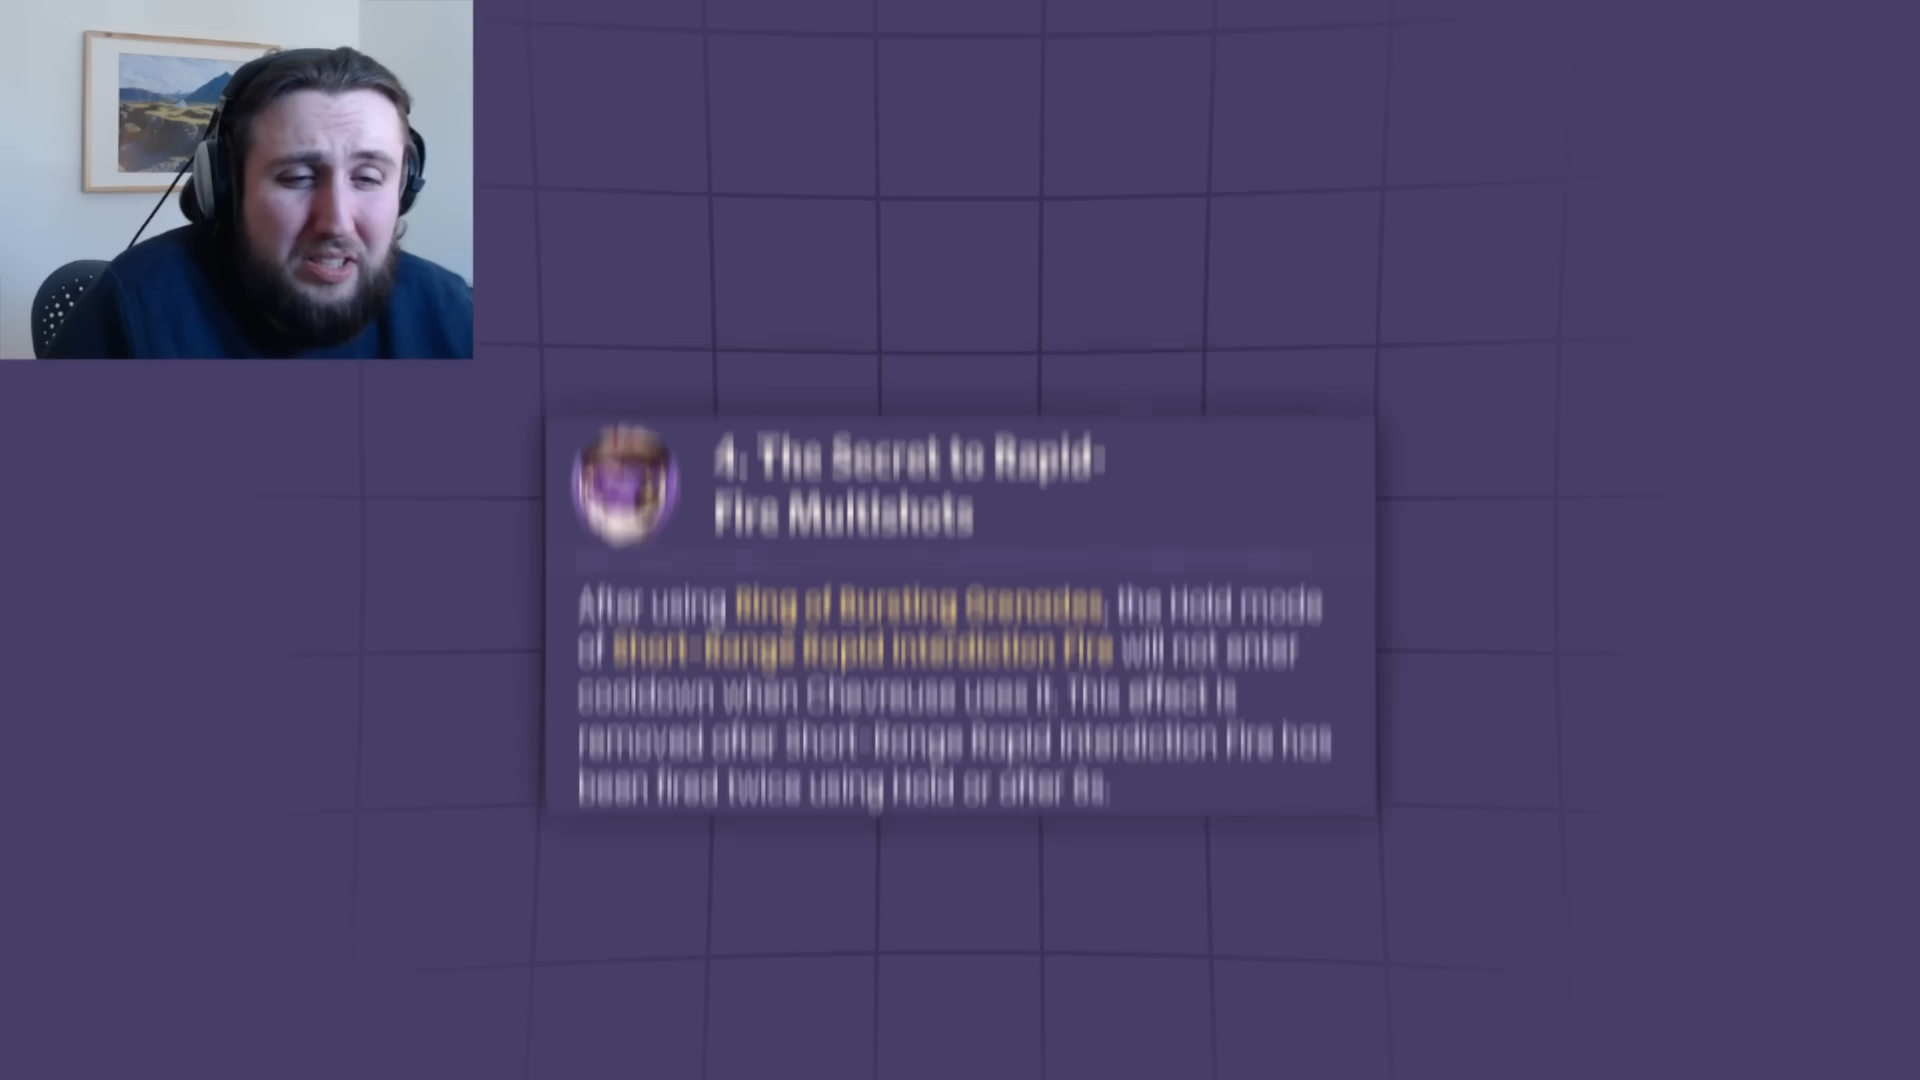 4. The Secret to Rapid-
Fire Multishots
After using Ring of Bursting Grenades, the Hold mode
of Short-Range Rapid Interdiction Fire will not enter
cooldown when Chevreuse uses it. This effect is
removed after Short-Range Rapid Interdiction Fire has
been fired twice using Hold or after 6s.